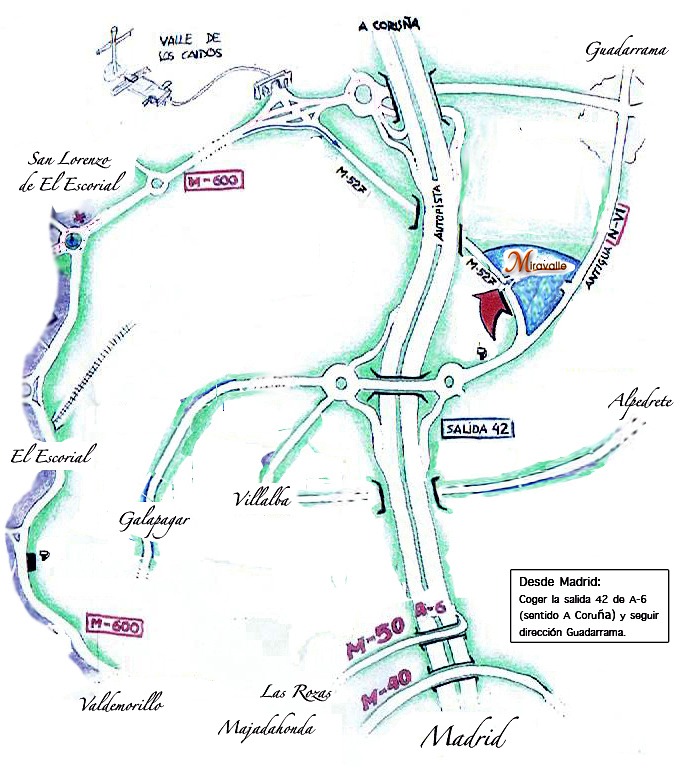 A CORUÑA
VALLE DE
LOS CAIDOS
Guadarrama
San Lorenzo
de El Escorial
M-600
M-527
AUTOPISTA
ANTIGUA N-VI
Miravalle
M-527
Alpedrete
SALIDA 42
El Escorial
Villalba
Galapagar
Desde Madrid:
Coger la salida 42 de A-6
(sentido A Coruña) y seguir
dirección Guadarrama.
A-6
M-600
M-50
M-40
Valdemorillo
Las Rozas
Majadahonda
Madrid